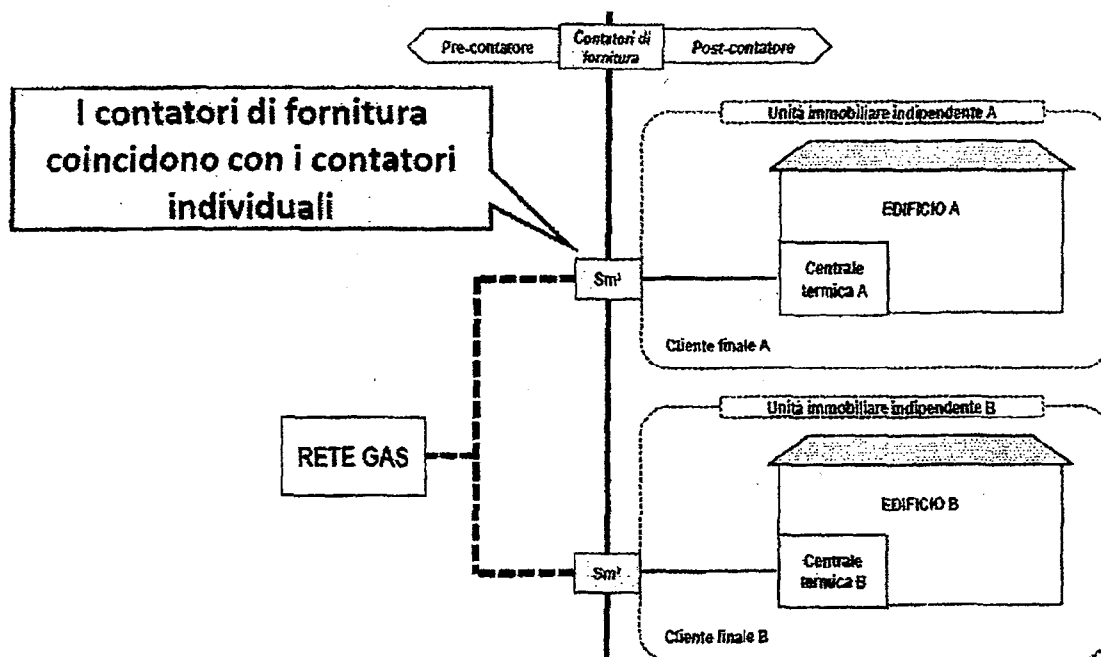 Pre-contatore
Contatori di
fornitura
Post-contatore
I contatori di fornitura
coincidono con i contatori
individuali
Unità immobiliare indipendente A
EDIFICIO A
Centrale
termica A
Sm³
Cliente finale A
RETE GAS
Unità immobiliare indipendente B
EDIFICIO B
Centrale
termica B
Sm³
Cliente finale B